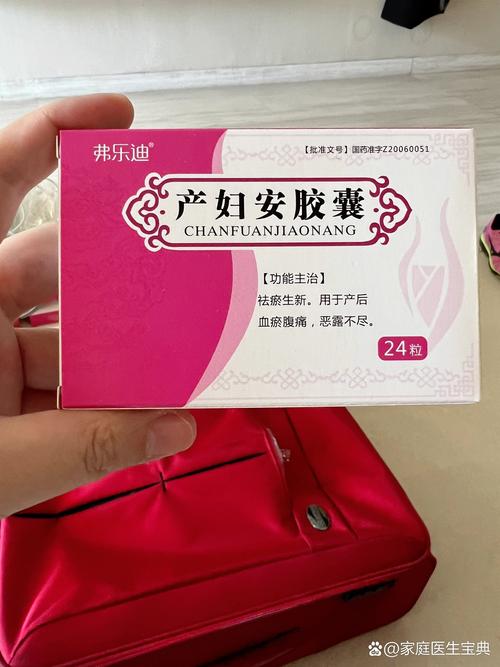 弗乐迪®
【批准文号】国药准字Z20060051
产妇安胶囊
CHANFUANJIAONANG
【功能主治】
祛瘀生新。用于产后
血瘀腹痛，恶露不尽。
24粒
@家庭医生宝典